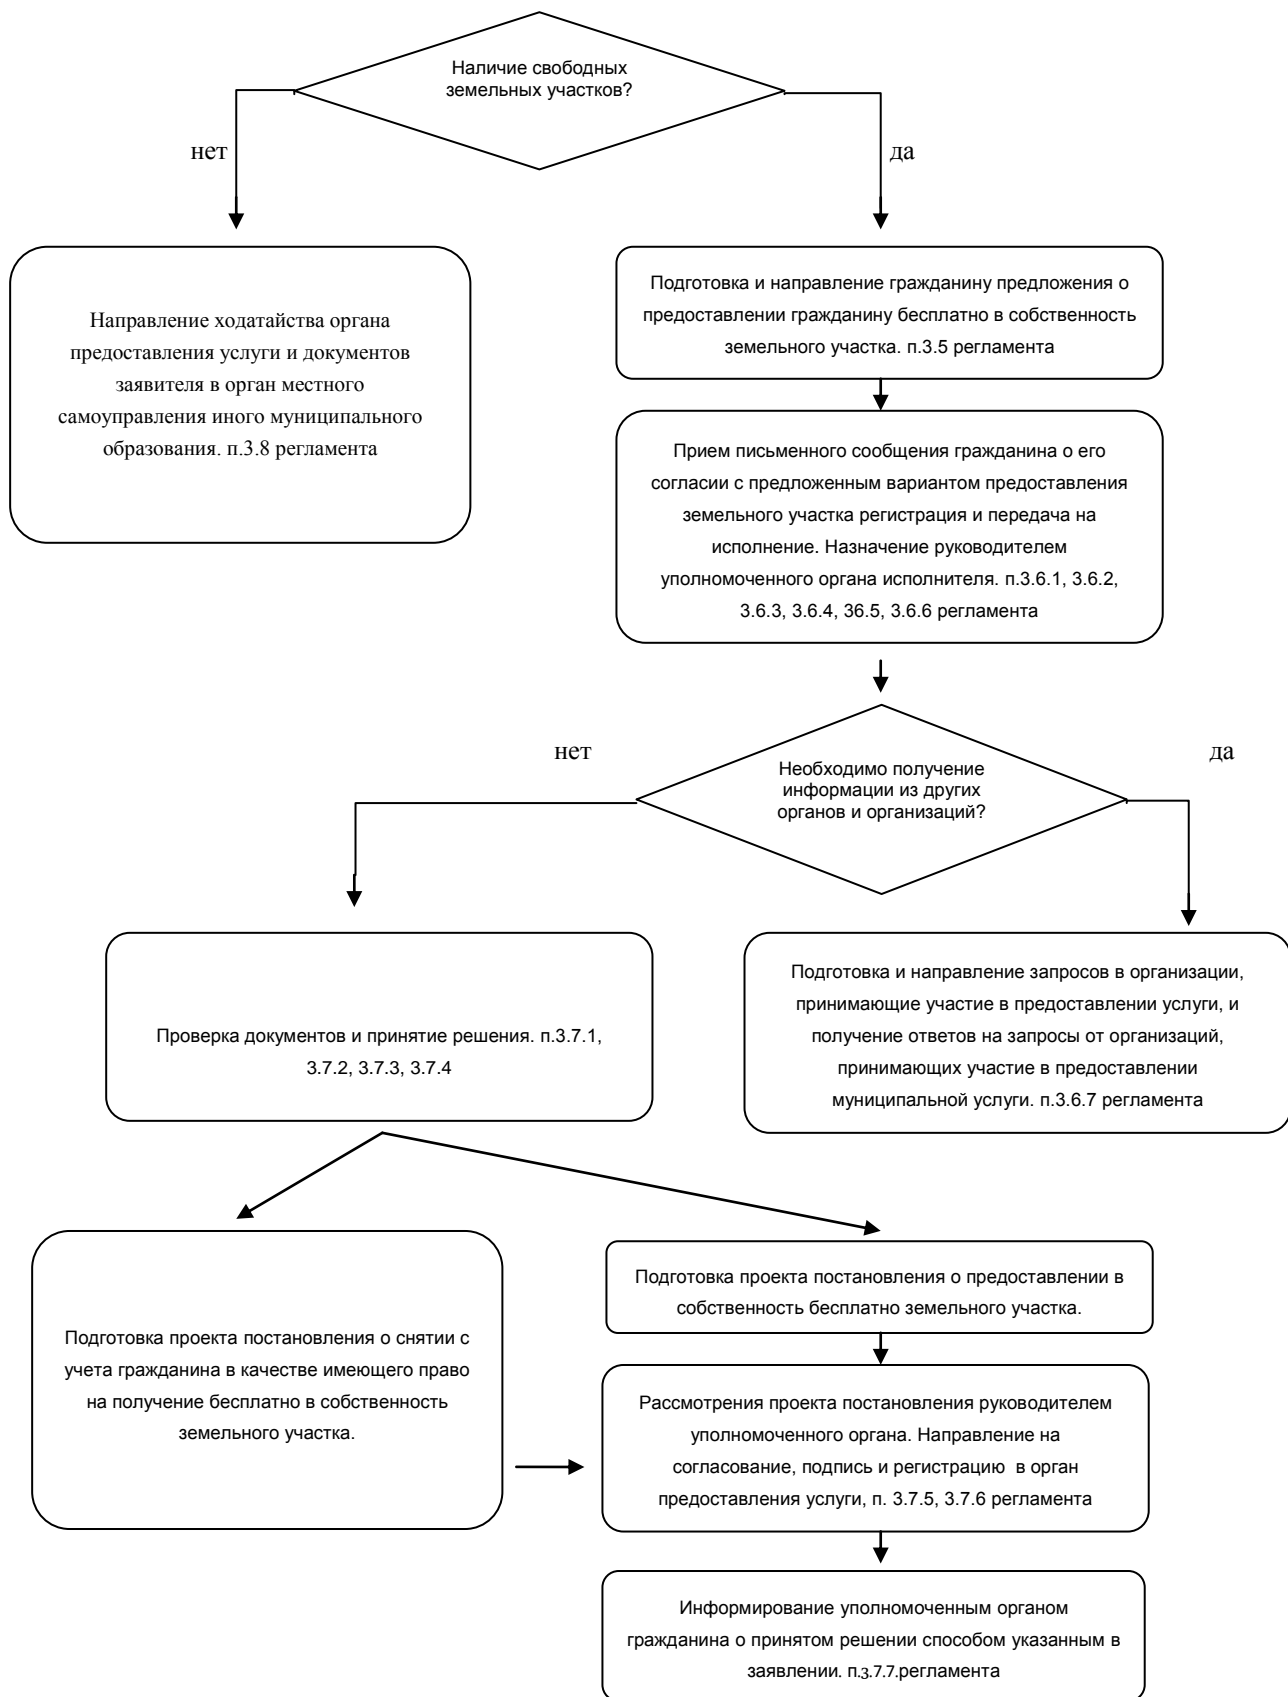 Наличие свободных
земельных участков?
нет
да
Направление ходатайства органа
предоставления услуги и документов
заявителя в орган местного
самоуправления иного муниципального
образования. п.3.8 регламента
Подготовка и направление гражданину предложения о
предоставлении гражданину бесплатно в собственность
земельного участка. п.3.5 регламента
Прием письменного сообщения гражданина о его
согласии с предложенным вариантом предоставления
земельного участка регистрация и передача на
исполнение. Назначение руководителем
уполномоченного органа исполнителя. п.3.6.1, 3.6.2,
3.6.3, 3.6.4, 36.5, 3.6.6 регламента
нет
да
Необходимо получение
информации из других
органов и организаций?
Проверка документов и принятие решения. п.3.7.1,
3.7.2, 3.7.3, 3.7.4
Подготовка и направление запросов в организации,
принимающие участие в предоставлении услуги, и
получение ответов на запросы от организаций,
принимающих участие в предоставлении
муниципальной услуги. п.3.6.7 регламента
Подготовка проекта постановления о снятии с
учета гражданина в качестве имеющего право
на получение бесплатно в собственность
земельного участка.
Подготовка проекта постановления о предоставлении в
собственность бесплатно земельного участка.
Рассмотрения проекта постановления руководителем
уполномоченного органа. Направление на
согласование, подпись и регистрацию в орган
предоставления услуги, п. 3.7.5, 3.7.6 регламента
Информирование уполномоченным органом
гражданина о принятом решении способом указанным в
заявлении. п.3.7.7.регламента